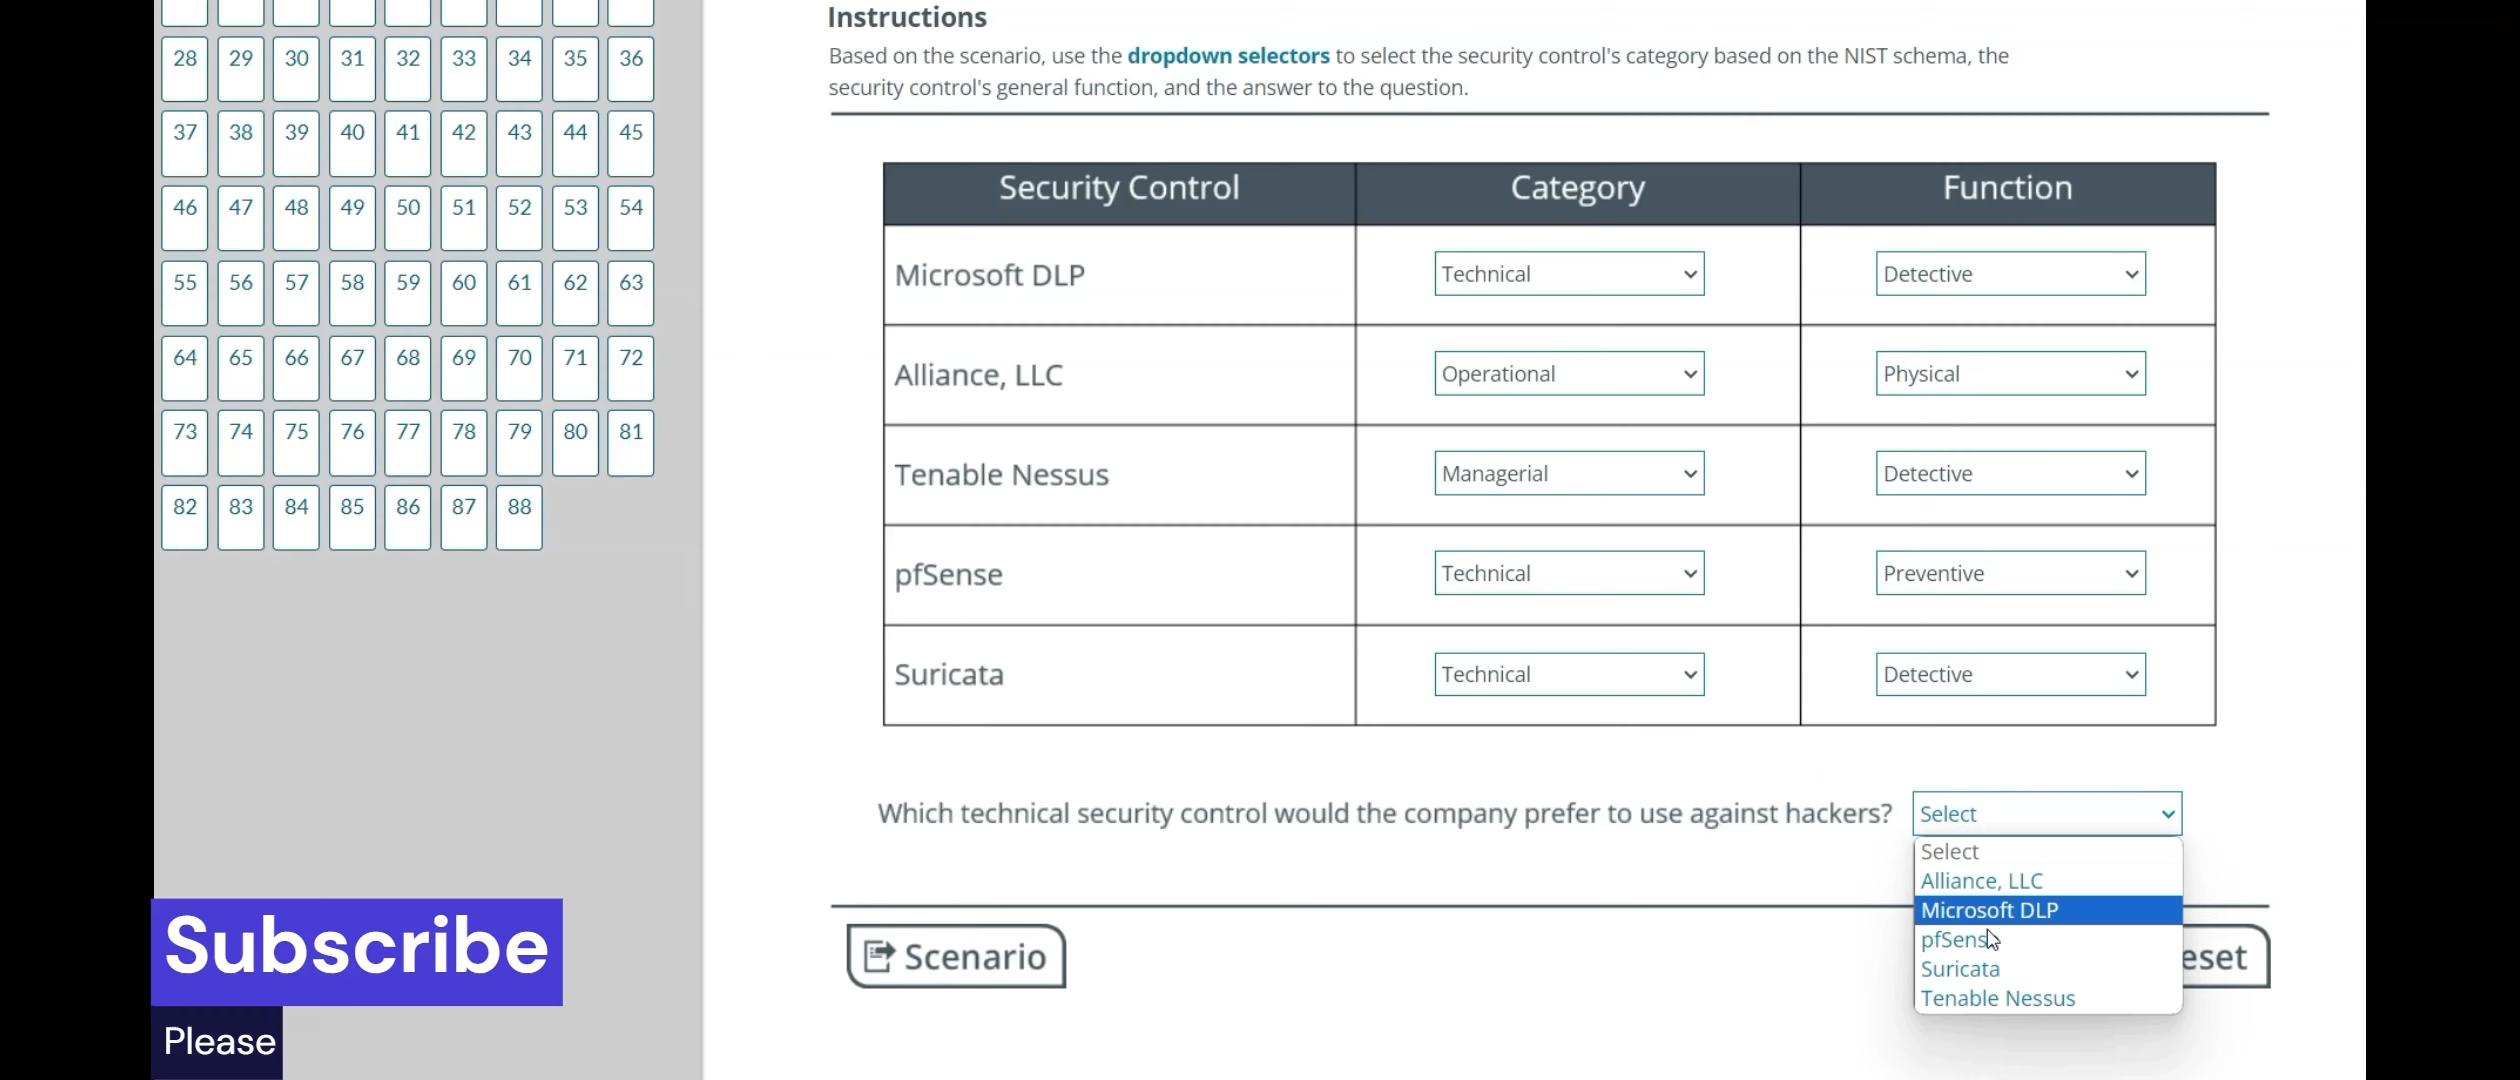 28 29 30 31 32 33 34 35 36
37 38 39 40 41 42 43 44 45
46 47 48 49 50 51 52 53 54
55 56 57 58 59 60 61 62 63
64 65 66 67 68 69 70 71 72
73 74 75 76 77 78 79 80 81
82 83 84 85 86 87 88
Subscribe
Please
Instructions
Based on the scenario, use the dropdown selectors to select the security control's category based on the NIST schema, the
security control's general function, and the answer to the question.
Security Control Category Function
Microsoft DLP Technical Detective
Alliance, LLC Operational Physical
Tenable Nessus Managerial Detective
pfSense Technical Preventive
Suricata Technical Detective
Which technical security control would the company prefer to use against hackers? Select
Select
Alliance, LLC
Microsoft DLP
pfSense
Suricata
Tenable Nessus
Scenario
eset